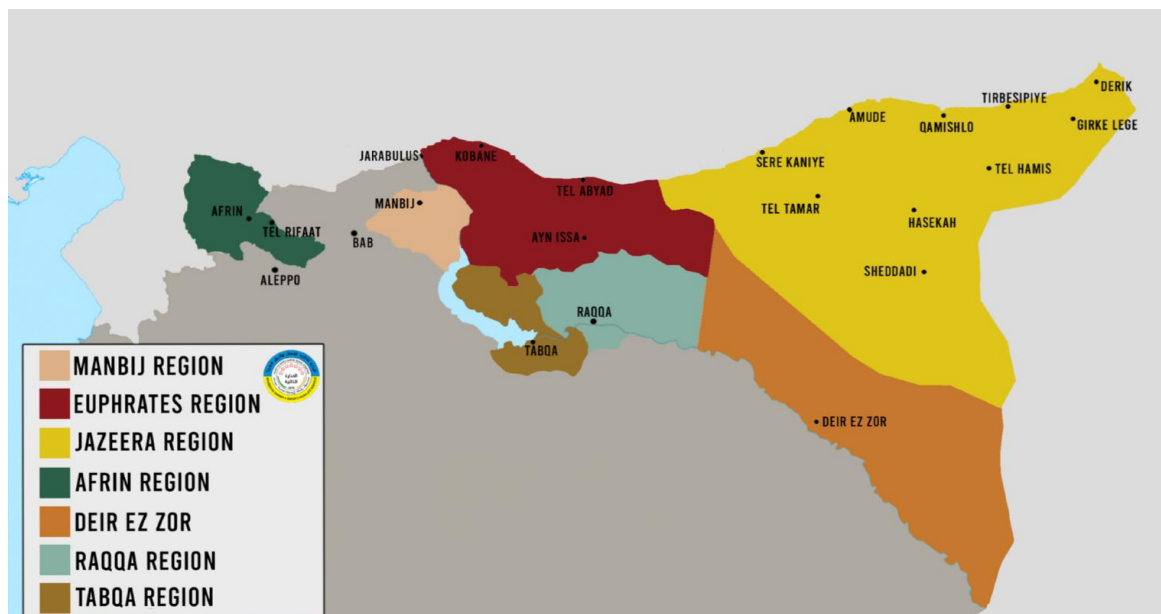 DERIK
TIRBESIPIYE
AMUDE
QAMISHLO
GIRKE LEGE
JARABULUS
KOBANE
SERE KANIYE
TEL HAMIS
TEL ABYAD
MANBIJ
TEL TAMAR
HASEKAH
AFRIN
TEL RIFAAT
BAB
AYN ISSA
ALEPPO
SHEDDADI
RAQQA
TABQA
DEIR EZ ZOR
MANBIJ REGION
EUPHRATES REGION
JAZEERA REGION
AFRIN REGION
DEIR EZ ZOR
RAQQA REGION
TABQA REGION